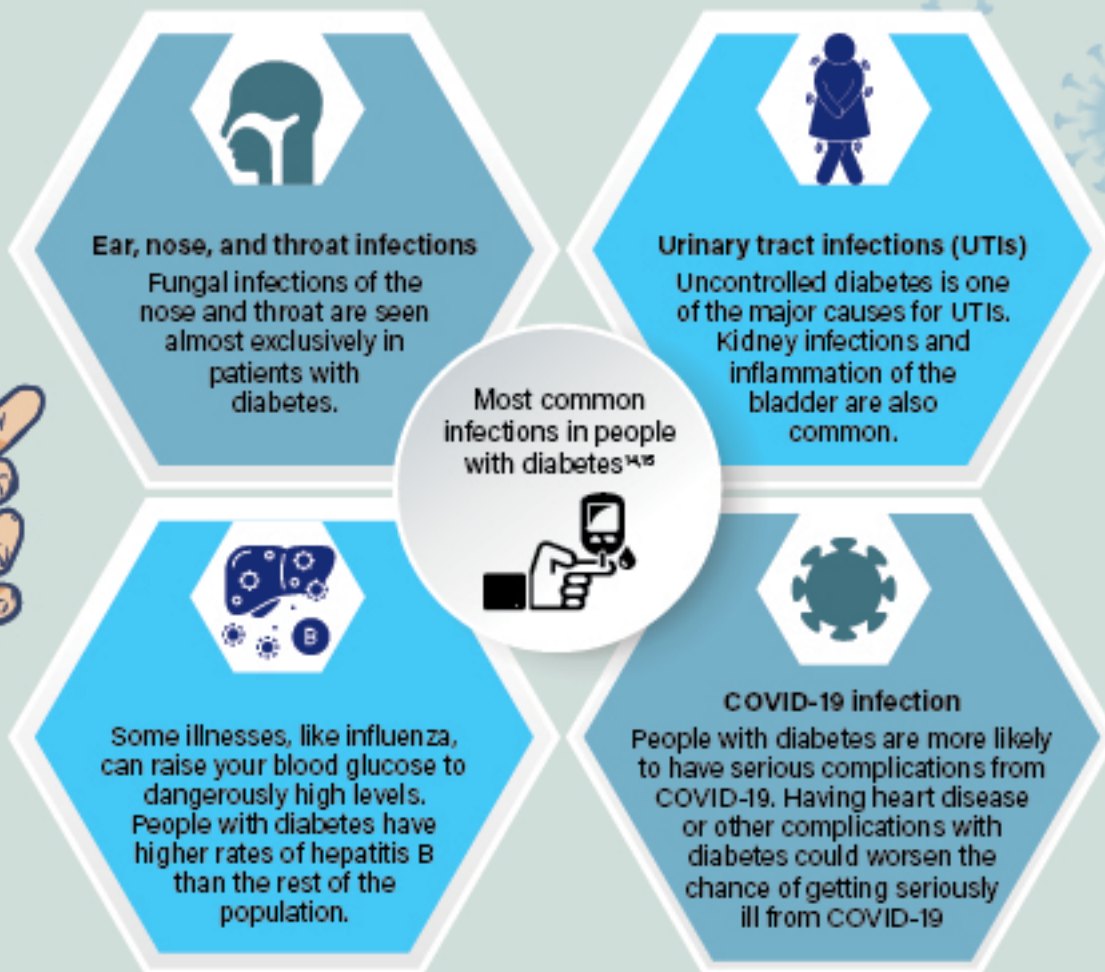 Ear, nose, and throat infections
Fungal infections of the
nose and throat are seen
almost exclusively in
patients with
diabetes.
Urinary tract infections (UTIs)
Uncontrolled diabetes is one
of the major causes for UTIs.
Kidney infections and
inflammation of the
bladder are also
common.
Most common
infections in people
with diabetes¹⁴,¹⁵
B
Some illnesses, like influenza,
can raise your blood glucose to
dangerously high levels.
People with diabetes have
higher rates of hepatitis B
than the rest of the
population.
COVID-19 infection
People with diabetes are more likely
to have serious complications from
COVID-19. Having heart disease
or other complications with
diabetes could worsen the
chance of getting seriously
ill from COVID-19